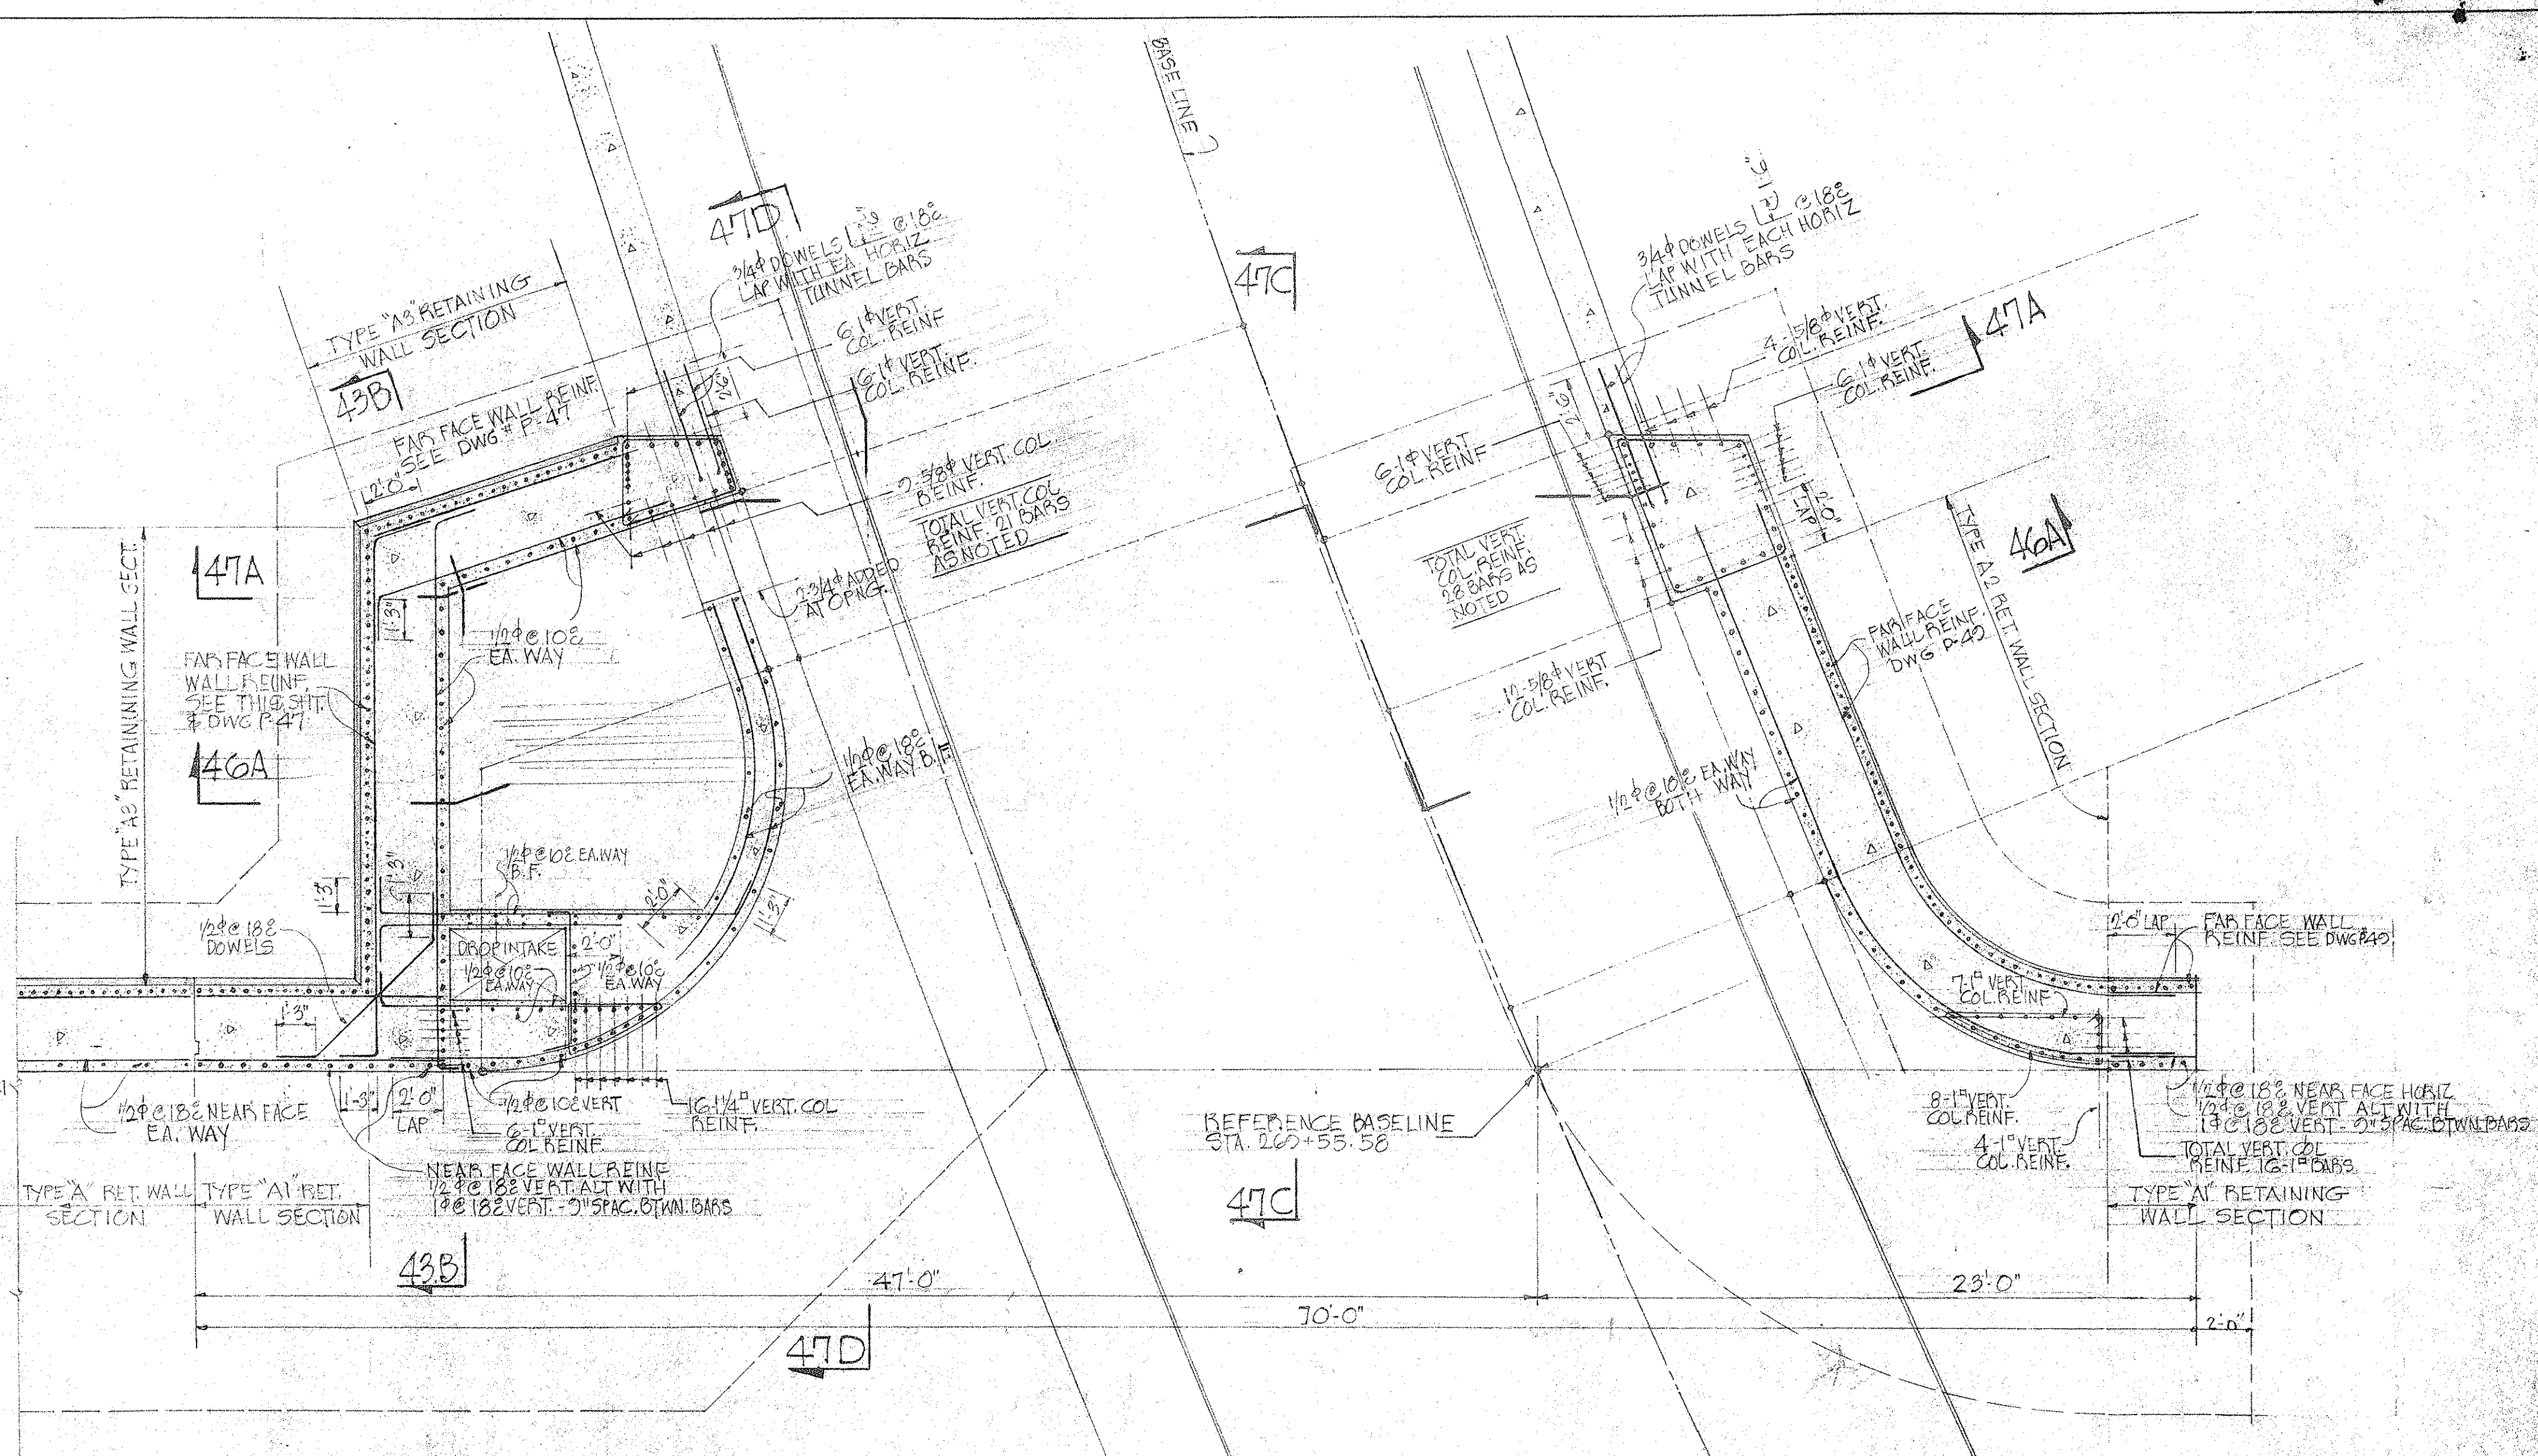 BASE LINE
47D
3/4φ DOWELS @ 18"c
LAP WITH EA. HORIZ
TUNNEL BARS
47C
3/4φ DOWELS @ 18"c
LAP WITH EACH HORIZ
TUNNEL BARS
TYPE "A3" RETAINING
WALL SECTION
43B
6-1φ VERT.
COL. REINF
6-1φ VERT.
COL. REINF.
2'-6"
FAR FACE WALL REINF.
SEE DWG # P-47
2'-0"
4-15/8φ VERT.
COL. REINF.
47A
6-1φ VERT.
COL. REINF.
2'-6"
6-1φ VERT
COL. REINF
9-5/8φ VERT. COL
REINF.
TOTAL VERT. COL
REINF. 21 BARS
AS NOTED
2'-0"
LAP
TYPE A2 RET. WALL SECTION
46A
TOTAL VERT.
COL. REINF.
28 BARS AS
NOTED
47A
TYPE "A3" RETAINING WALL SECT.
1'-3"
2-3/4φ ADDED
AT OPNG.
1/2φ @ 10"c
EA. WAY
FAR FACE
WALL REINF.
DWG P-49
FAR FACE WALL
WALL REINF.
SEE THIS SHT.
& DWG P-47
12-5/8φ VERT
COL. REINF.
46A
1/2φ @ 18"c
EA. WAY B.F.
1/2φ @ 18"c EA. WAY
BOTH WAY
1/2φ @ 10"c EA. WAY
B.F.
1'-3"
1'-3"
2'-0"
1'-3"
1/2φ @ 18"c
DOWELS
DROP INTAKE
2'-0"
1/2φ @ 10"c
EA. WAY
1/2φ @ 10"c
EA. WAY
2'-0" LAP
FAR FACE WALL
REINF. SEE DWG P-49
7-1" VERT
COL. REINF
1'-3"
1/2φ @ 18"c NEAR FACE
EA. WAY
1'-3"
2'-0"
LAP
1/2φ @ 10"c VERT
16-1 1/4" VERT. COL
REINF.
6-1" VERT.
COL REINF.
REFERENCE BASELINE
STA. 269+55.58
8-1" VERT.
COL REINF.
4-1" VERT.
COL. REINF.
1/2φ @ 18"c NEAR FACE HORIZ
1/2φ @ 18"c VERT ALT WITH
1φ @ 18"c VERT - 9" SPAC. BTWN. BARS
TOTAL VERT. COL
REINF. 16-1" BARS
NEAR FACE WALL REINF.
1/2φ @ 18"c VERT. ALT WITH
1φ @ 18"c VERT. - 9" SPAC. BTWN. BARS
TYPE "A" RET. WALL
SECTION
TYPE "A1" RET.
WALL SECTION
TYPE "A1" RETAINING
WALL SECTION
47C
43B
47'-0"
23'-0"
70'-0"
2'-0"
47D